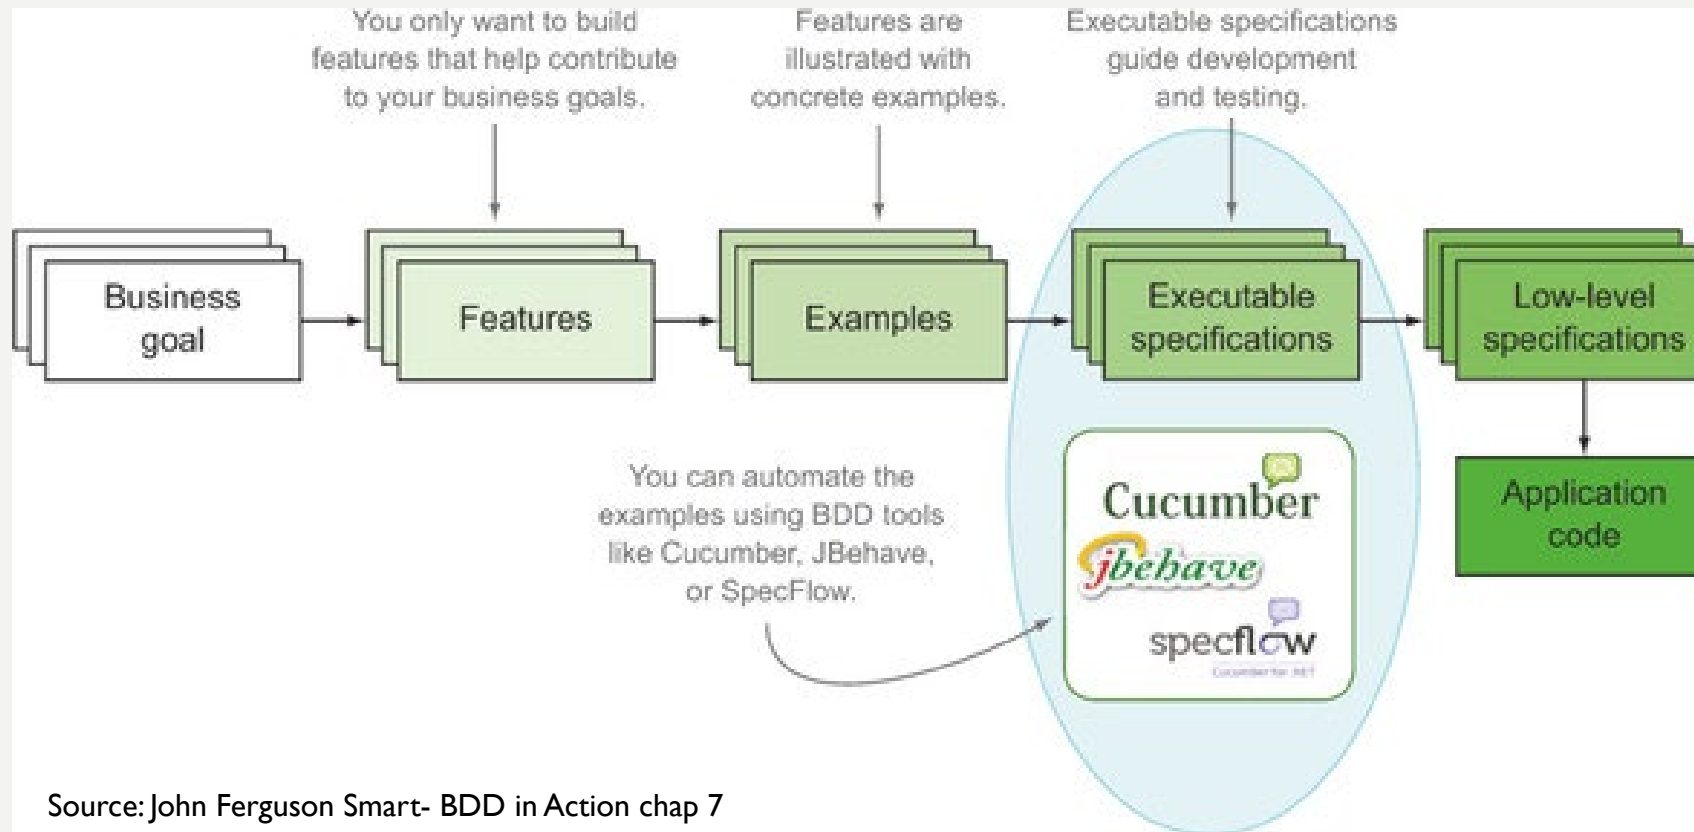 You only want to build
features that help contribute
to your business goals.
Features are
illustrated with
concrete examples.
Executable specifications
guide development
and testing.
Business
goal
Features
Examples
Executable
specifications
Low-level
specifications
You can automate the
examples using BDD tools
like Cucumber, JBehave,
or SpecFlow.
Cucumber
jbehave
specflow
Cucumber for .NET
Application
code
Source: John Ferguson Smart- BDD in Action chap 7